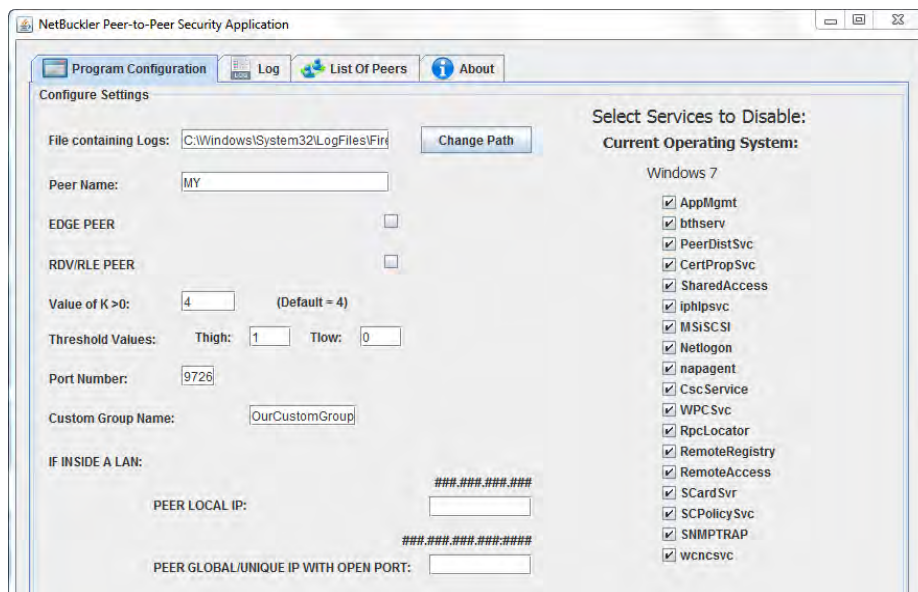 NetBuckler Peer-to-Peer Security Application
Program Configuration
Log
List Of Peers
About
Configure Settings
File containing Logs: C:\Windows\System32\LogFiles\Fire
Change Path
Peer Name: MY
EDGE PEER
RDV/RLE PEER
Value of K >0: 4 (Default = 4)
Threshold Values: Thigh: 1 Tlow: 0
Port Number: 9726
Custom Group Name: OurCustomGroup
IF INSIDE A LAN:
###.###.###.###
PEER LOCAL IP:
###.###.###.###:####
PEER GLOBAL/UNIQUE IP WITH OPEN PORT:
Select Services to Disable:
Current Operating System:
Windows 7
AppMgmt
bthserv
PeerDistSvc
CertPropSvc
SharedAccess
iphlpsvc
MSiSCSI
Netlogon
napagent
CscService
WPCSvc
RpcLocator
RemoteRegistry
RemoteAccess
SCardSvr
SCPolicySvc
SNMPTRAP
wcncsvc